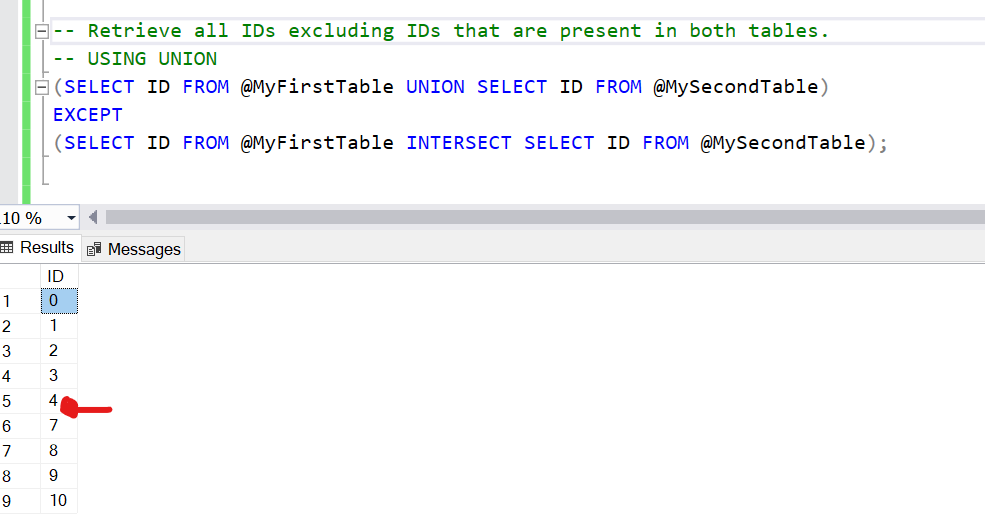 -- Retrieve all IDs excluding IDs that are present in both tables.
-- USING UNION
(SELECT ID FROM @MyFirstTable UNION SELECT ID FROM @MySecondTable)
EXCEPT
(SELECT ID FROM @MyFirstTable INTERSECT SELECT ID FROM @MySecondTable);
10 %
Results Messages
ID
1 0
2 1
3 2
4 3
5 4
6 7
7 8
8 9
9 10